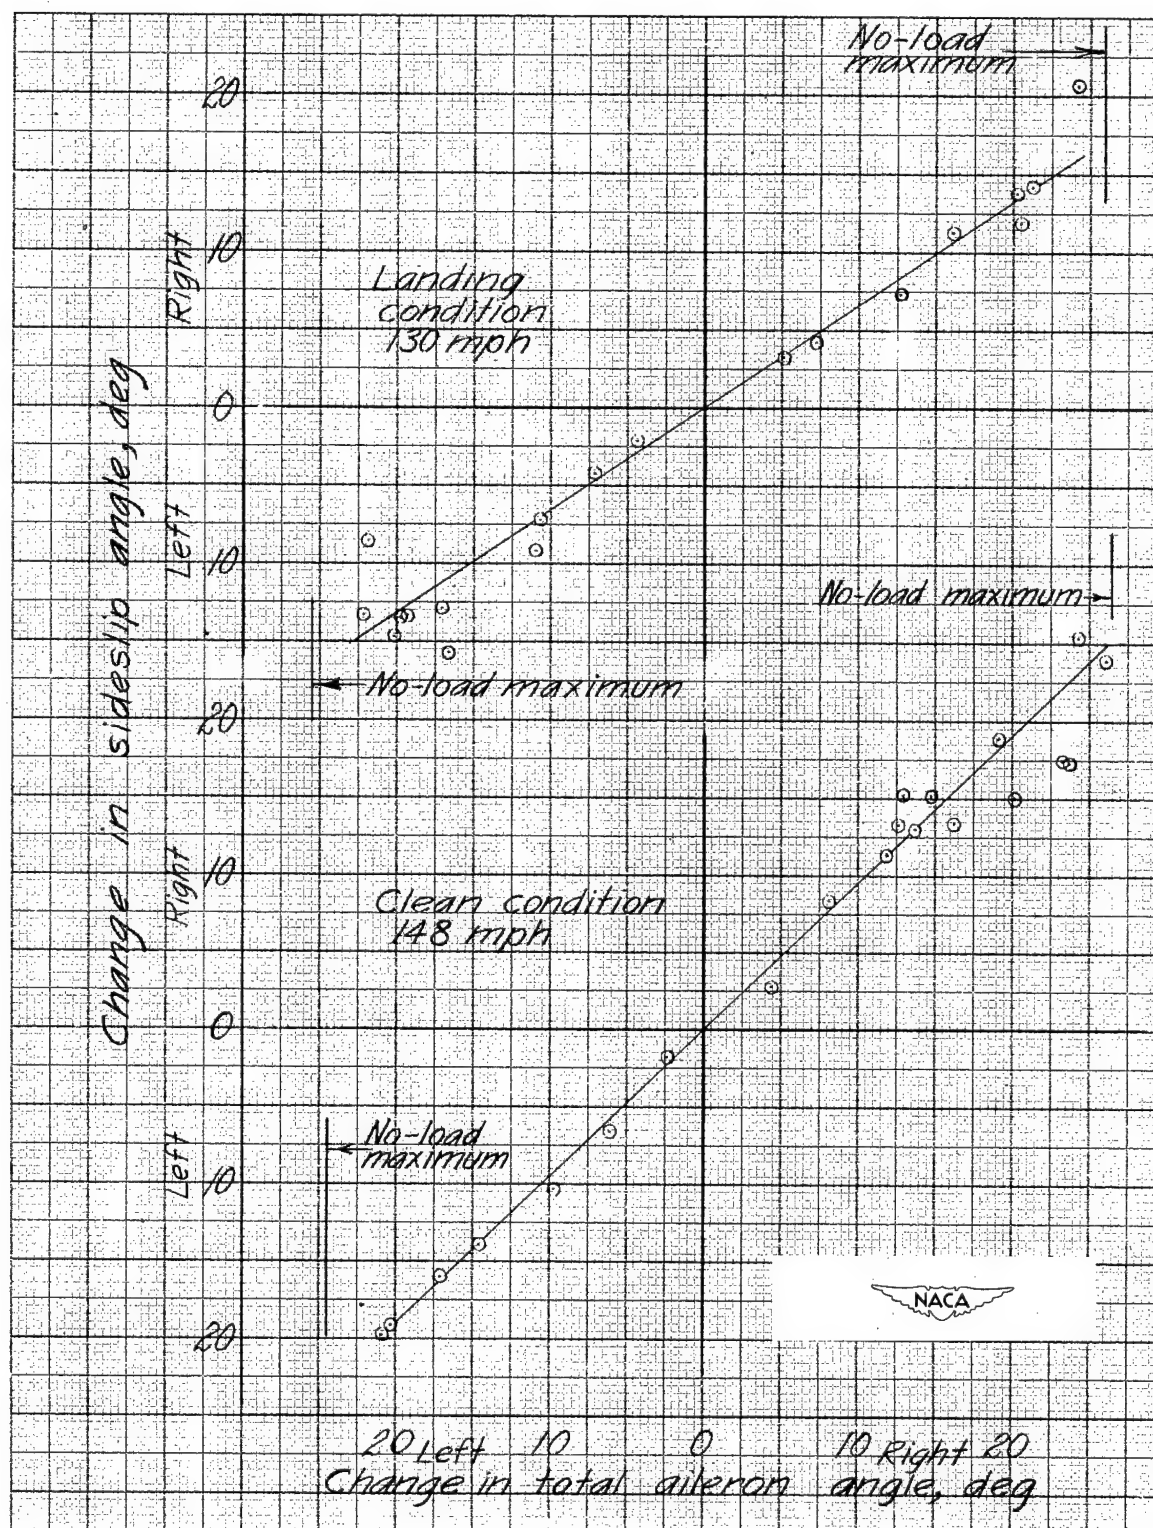 No-load
maximum
20
Right
10
Landing
condition
130 mph
0
Left
10
No-load maximum
No-load maximum
20
Change in sideslip angle, deg
Right
10
Clean condition
148 mph
0
No-load
maximum
Left
10
NACA
20
20 Left 10 0 10 Right 20
Change in total aileron angle, deg